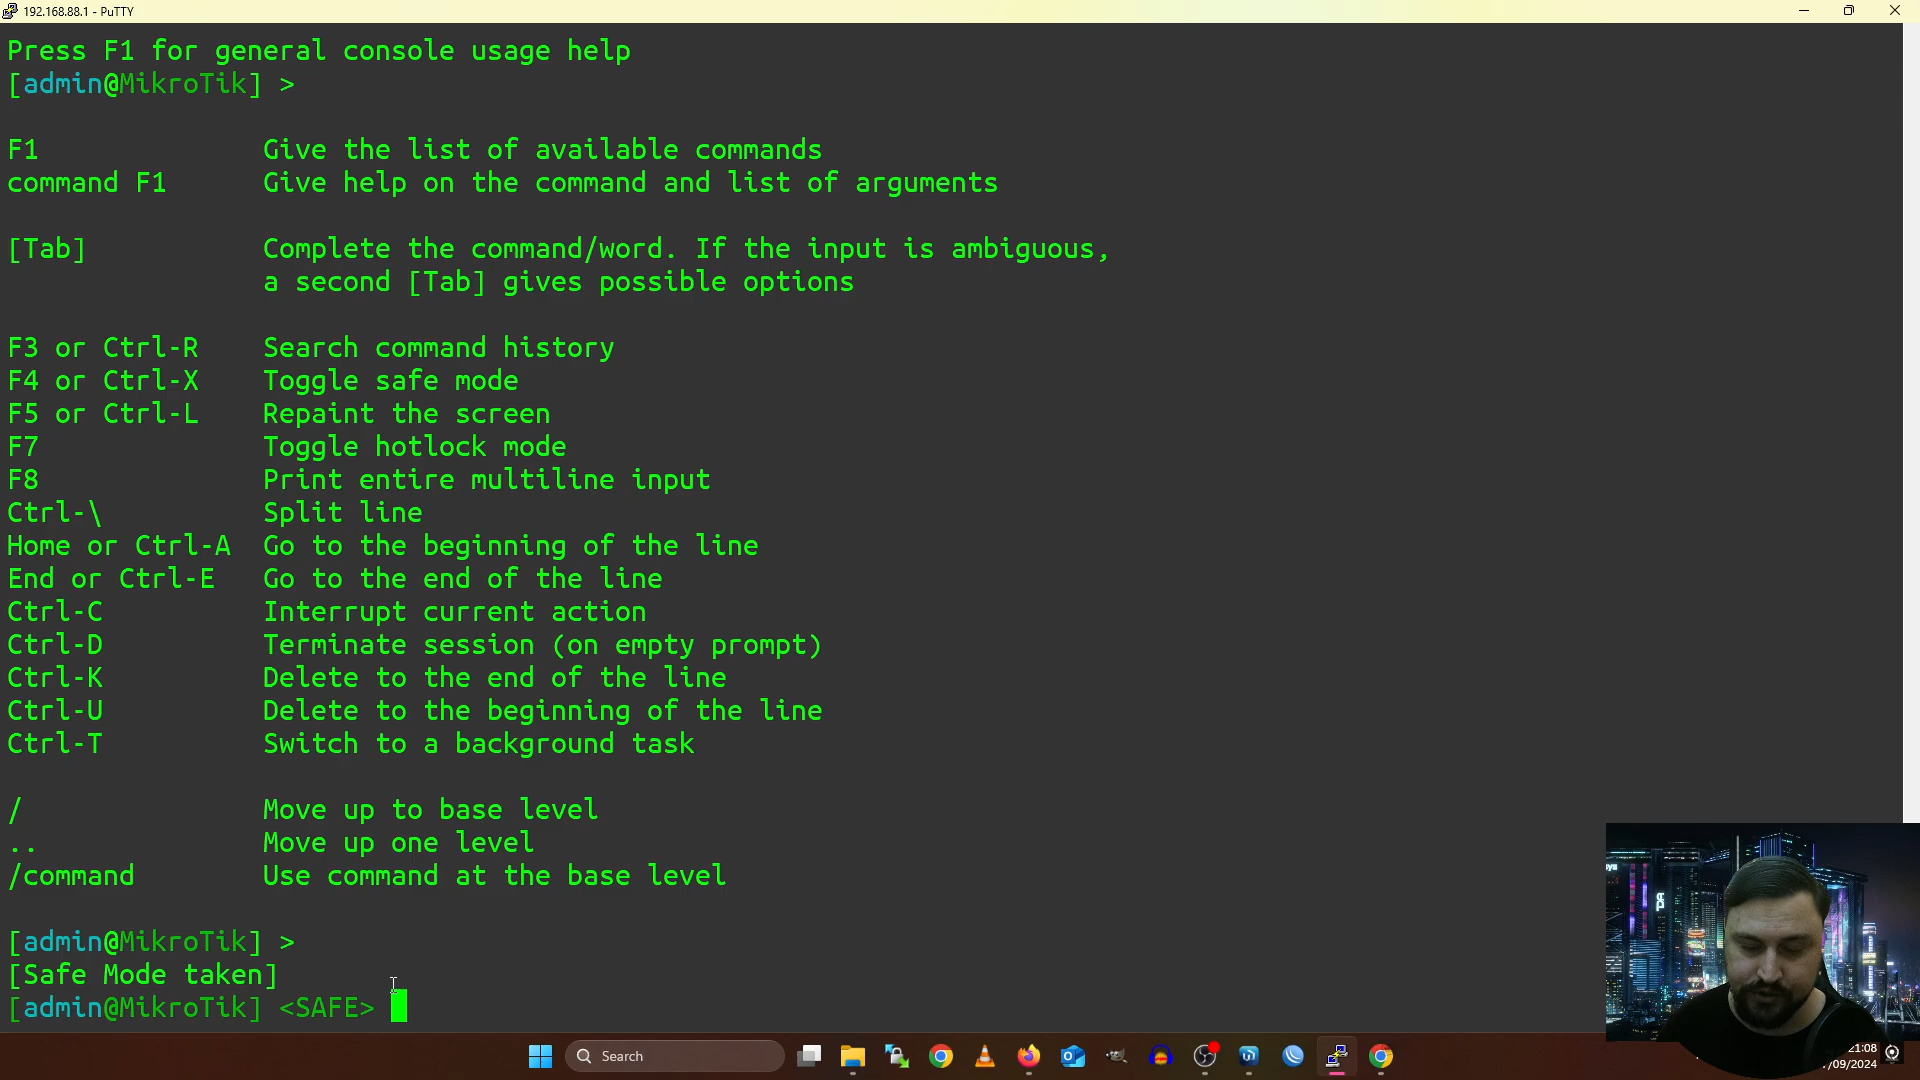 192.168.88.1 - PuTTY
Press F1 for general console usage help
[admin@MikroTik] >
F1 Give the list of available commands
command F1 Give help on the command and list of arguments
[Tab] Complete the command/word. If the input is ambiguous,
a second [Tab] gives possible options
F3 or Ctrl-R Search command history
F4 or Ctrl-X Toggle safe mode
F5 or Ctrl-L Repaint the screen
F7 Toggle hotlock mode
F8 Print entire multiline input
Ctrl-\ Split line
Home or Ctrl-A Go to the beginning of the line
End or Ctrl-E Go to the end of the line
Ctrl-C Interrupt current action
Ctrl-D Terminate session (on empty prompt)
Ctrl-K Delete to the end of the line
Ctrl-U Delete to the beginning of the line
Ctrl-T Switch to a background task
/ Move up to base level
.. Move up one level
/command Use command at the base level
[admin@MikroTik] >
[Safe Mode taken]
[admin@MikroTik] <SAFE>
Search
21:08
/09/2024